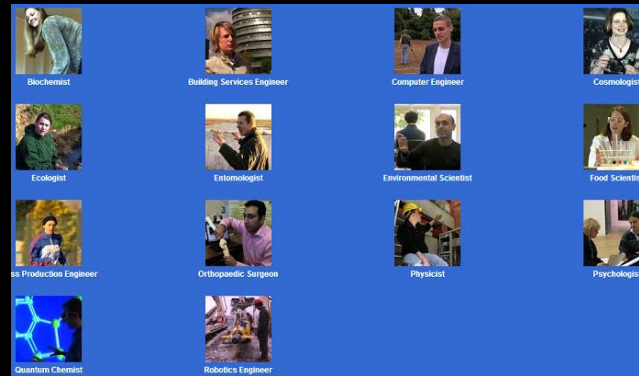 Biochemist
Building Services Engineer
Computer Engineer
Cosmologist
Ecologist
Entomologist
Environmental Scientist
Food Scientis
ss Production Engineer
Orthopaedic Surgeon
Physicist
Psychologis
Quantum Chemist
Robotics Engineer